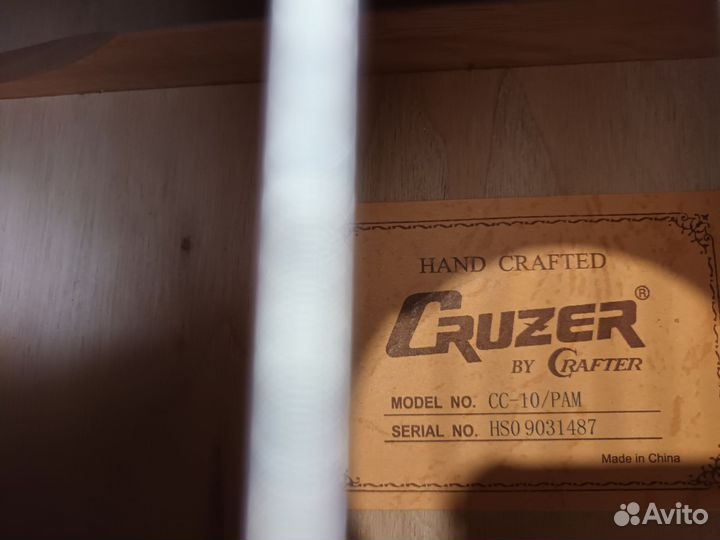 HAND CRAFTED
CRUZER®
BY CRAFTER
MODEL NO. CC-10/PAM
SERIAL NO. HS09031487
Made in China
Avito